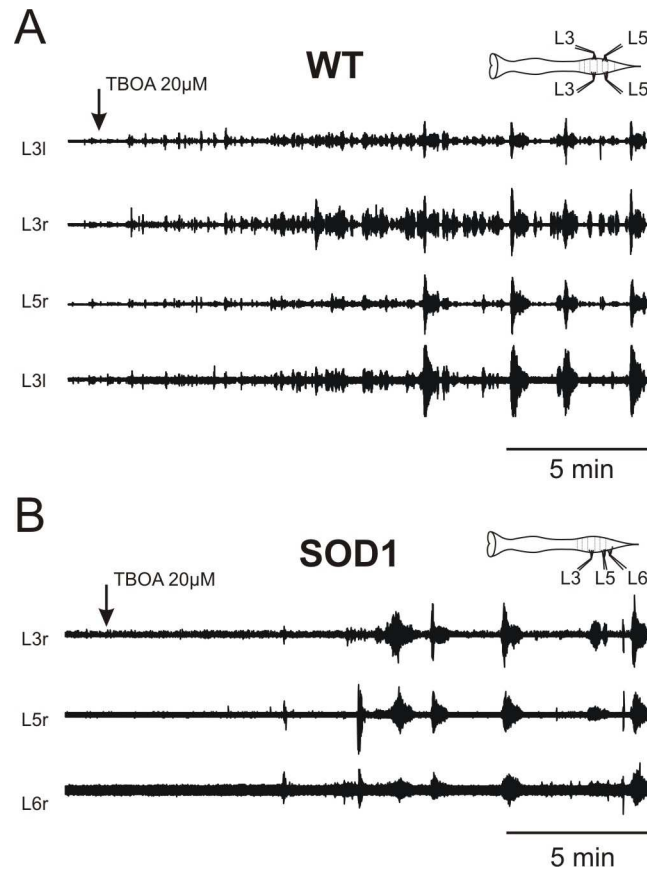 A
WT
L3 L5
L3 L5
TBOA 20µM
L3l
L3r
L5r
L3l
5 min
B
SOD1
L3 L5 L6
TBOA 20µM
L3r
L5r
L6r
5 min